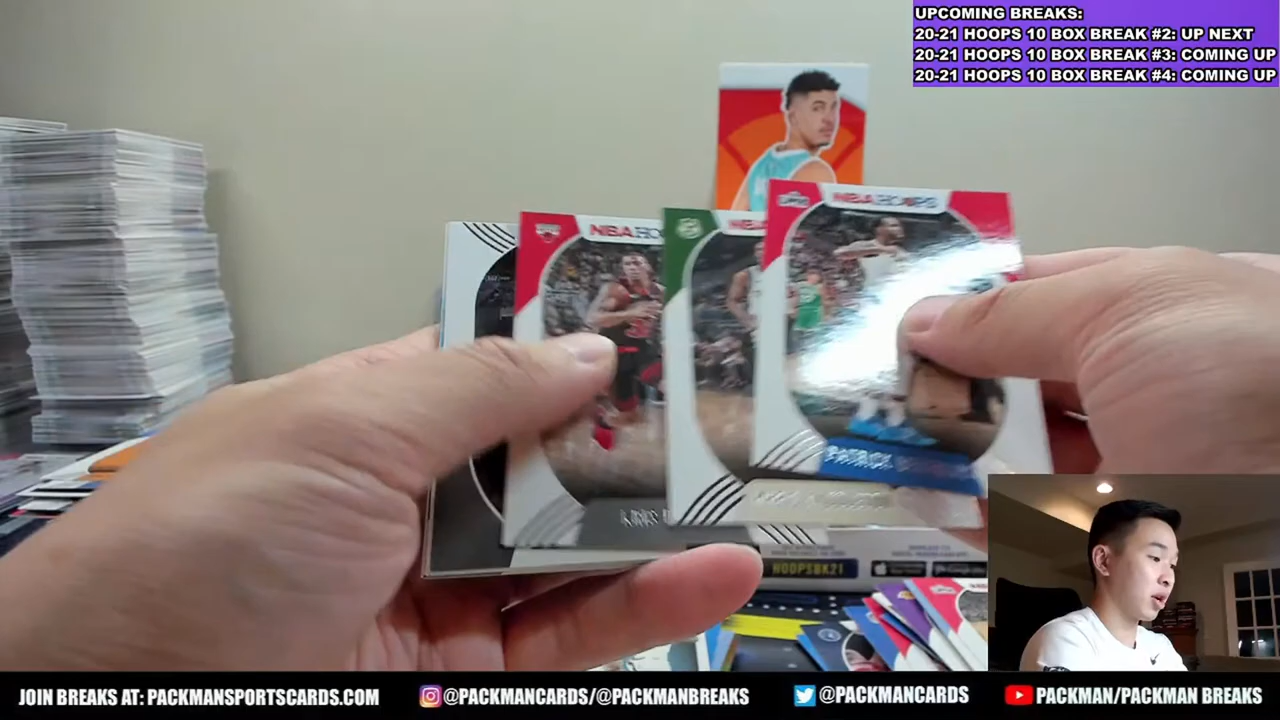 UPCOMING BREAKS:
20-21 HOOPS 10 BOX BREAK #2: UP NEXT
20-21 HOOPS 10 BOX BREAK #3: COMING UP
20-21 HOOPS 10 BOX BREAK #4: COMING UP
NBA HOOPS
PATRICK
HOOPSBK21
JOIN BREAKS AT: PACKMANSPORTSCARDS.COM
@PACKMANCARDS/@PACKMANBREAKS
@PACKMANCARDS
PACKMAN/PACKMAN BREAKS